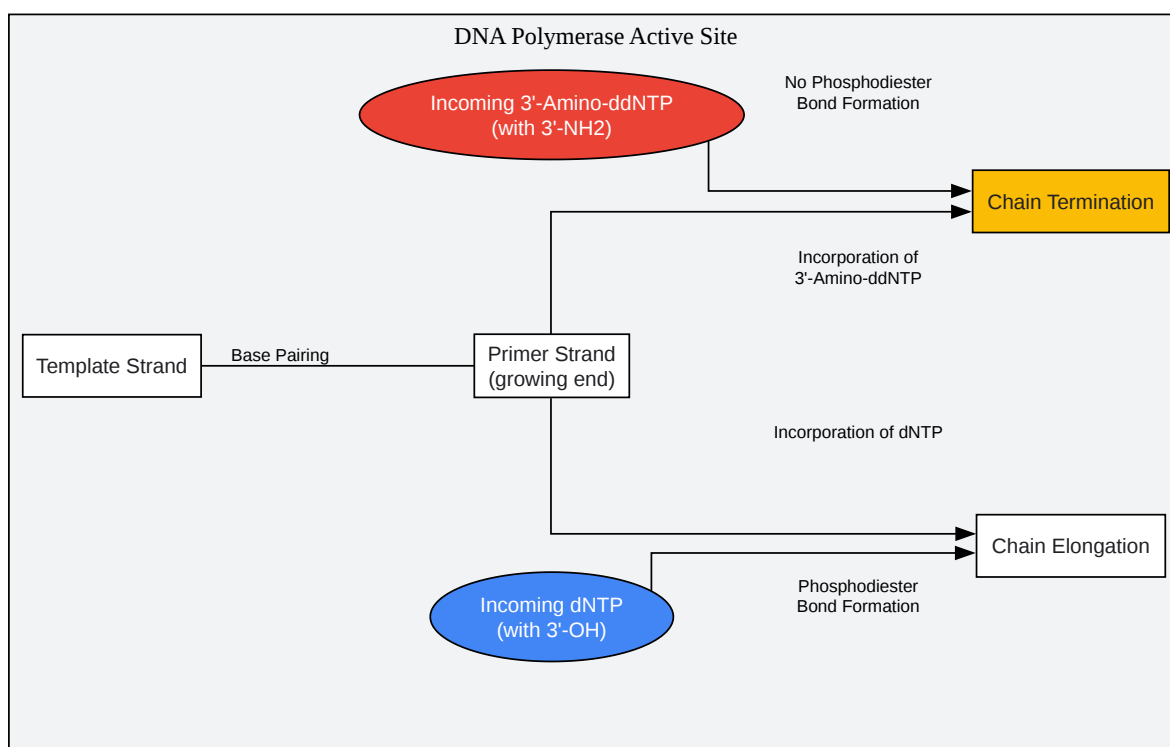 DNA Polymerase Active Site
Incoming 3'-Amino-ddNTP
(with 3'-NH2)
No Phosphodiester
Bond Formation
Chain Termination
Incorporation of
3'-Amino-ddNTP
Template Strand
Base Pairing
Primer Strand
(growing end)
Incorporation of dNTP
Chain Elongation
Incoming dNTP
(with 3'-OH)
Phosphodiester
Bond Formation